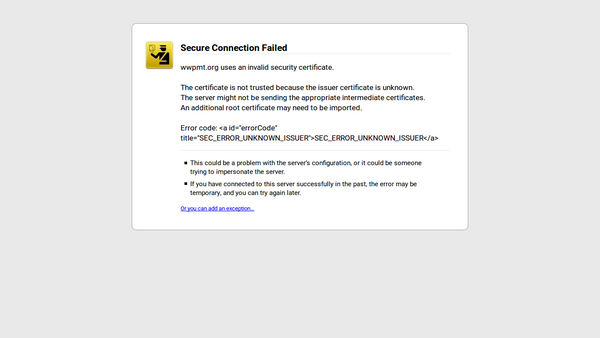 Secure Connection Failed
wwpmt.org uses an invalid security certificate.
The certificate is not trusted because the issuer certificate is unknown.
The server might not be sending the appropriate intermediate certificates.
An additional root certificate may need to be imported.
Error code: <a id="errorCode"
title="SEC_ERROR_UNKNOWN_ISSUER">SEC_ERROR_UNKNOWN_ISSUER</a>
This could be a problem with the server's configuration, or it could be someone
trying to impersonate the server.
If you have connected to this server successfully in the past, the error may be
temporary, and you can try again later.
Or you can add an exception...